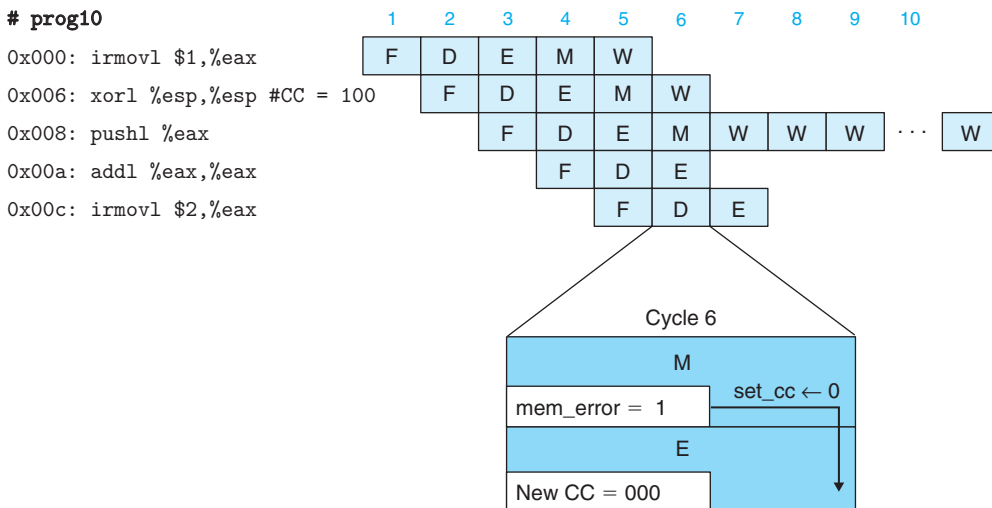 # prog10 1 2 3 4 5 6 7 8 9 10
0x000: irmovl $1,%eax F D E M W
0x006: xorl %esp,%esp #CC = 100 F D E M W
0x008: pushl %eax F D E M W W W ··· W
0x00a: addl %eax,%eax F D E
0x00c: irmovl $2,%eax F D E
Cycle 6
M
set_cc ← 0
mem_error = 1
E
New CC = 000